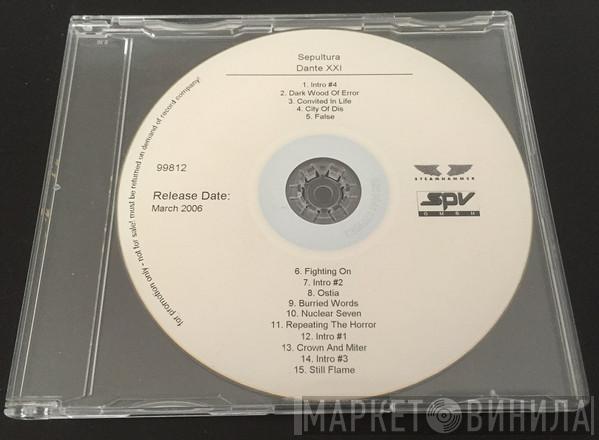 Sepultura
Dante XXI
1. Intro #4
2. Dark Wood Of Error
3. Convited In Life
4. City Of Dis
5. False
99812
Release Date:
March 2006
STEAMHAMMER
SPV
GMBH
for promotion only - not for sale! must be returned on demand of record company!
6. Fighting On
7. Intro #2
8. Ostia
9. Burried Words
10. Nuclear Seven
11. Repeating The Horror
12. Intro #1
13. Crown And Miter
14. Intro #3
15. Still Flame
МАРКЕТ ВИНИЛА